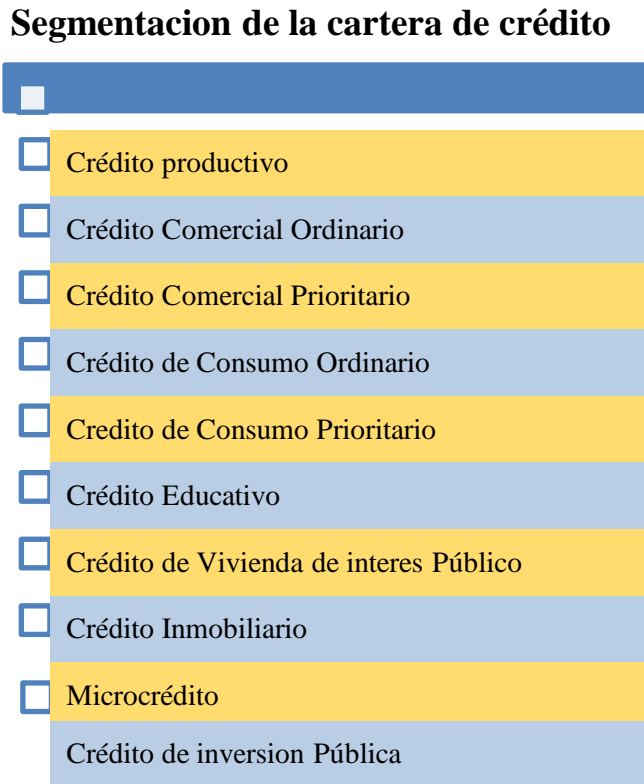 Segmentacion de la cartera de crédito
Crédito productivo
Crédito Comercial Ordinario
Crédito Comercial Prioritario
Crédito de Consumo Ordinario
Credito de Consumo Prioritario
Crédito Educativo
Crédito de Vivienda de interes Público
Crédito Inmobiliario
Microcrédito
Crédito de inversion Pública